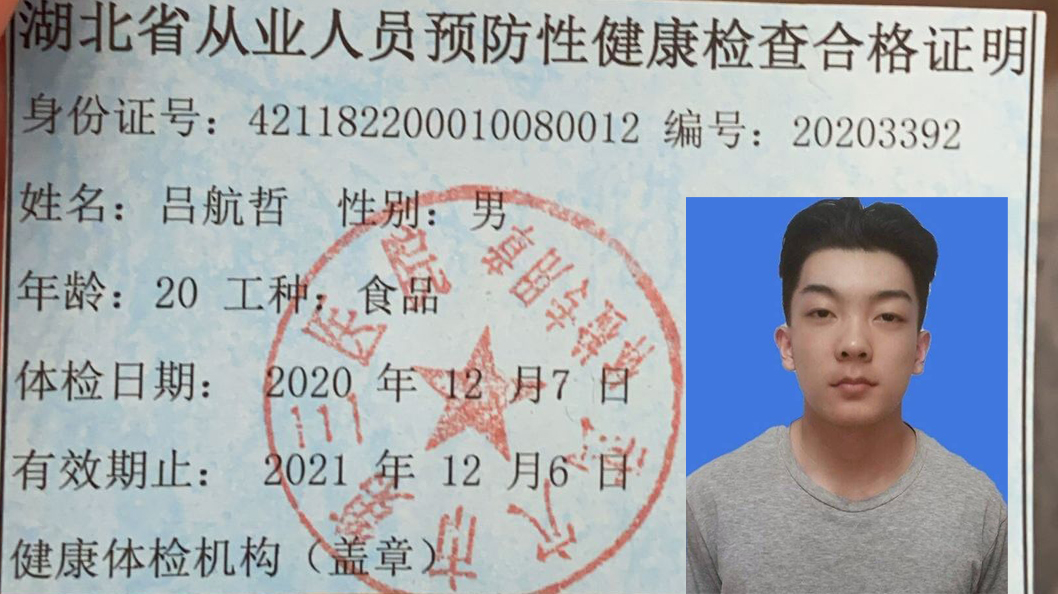 湖北省从业人员预防性健康检查合格证明
身份证号：421182200010080012 编号：20203392
姓名：吕航哲 性别：男
年龄：20 工种：食品
体检日期： 2020 年 12 月7 日
有效期止： 2021 年 12 月6 日
健康体检机构（盖章）